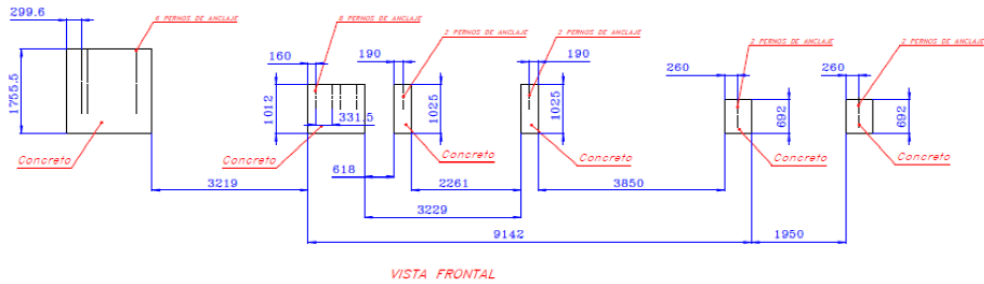 299.6
6 PERNOS DE ANCLAJE
8 PERNOS DE ANCLAJE
2 PERNOS DE ANCLAJE
2 PERNOS DE ANCLAJE
2 PERNOS DE ANCLAJE
2 PERNOS DE ANCLAJE
160
190
190
260
260
1755.5
1012
331.5
1025
1025
692
692
Concreto
Concreto
Concreto
Concreto
Concreto
Concreto
618
3219
2261
3850
3229
9142
1950
VISTA FRONTAL